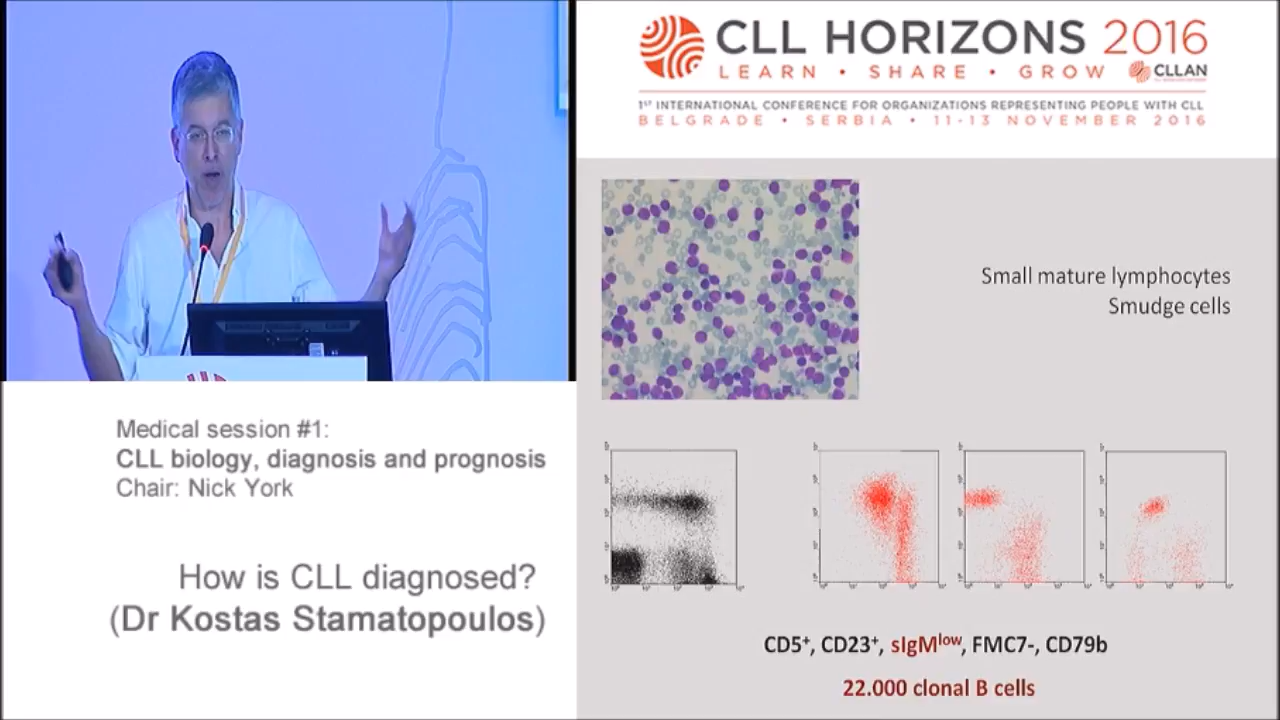 CLL HORIZONS 2016
LEARN • SHARE • GROW
CLLAN
1ST INTERNATIONAL CONFERENCE FOR ORGANIZATIONS REPRESENTING PEOPLE WITH CLL
BELGRADE • SERBIA • 11-13 NOVEMBER 2016
Small mature lymphocytes
Smudge cells
Medical session #1:
CLL biology, diagnosis and prognosis
Chair: Nick York
How is CLL diagnosed?
(Dr Kostas Stamatopoulos)
CD5+, CD23+, sIgMlow, FMC7-, CD79b
22.000 clonal B cells